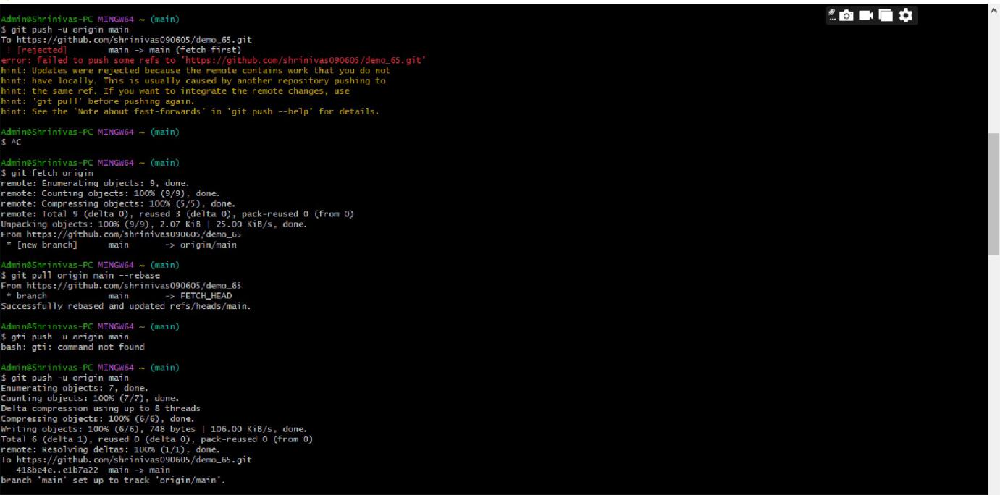 Admin@Shrinivas-PC MINGW64 ~ (main)
$ git push -u origin main
To https://github.com/shrinivas090605/demo_65.git
 ! [rejected]        main -> main (fetch first)
error: failed to push some refs to 'https://github.com/shrinivas090605/demo_65.git'
hint: Updates were rejected because the remote contains work that you do not
hint: have locally. This is usually caused by another repository pushing to
hint: the same ref. If you want to integrate the remote changes, use
hint: 'git pull' before pushing again.
hint: See the 'Note about fast-forwards' in 'git push --help' for details.
Admin@Shrinivas-PC MINGW64 ~ (main)
$ ^C
Admin@Shrinivas-PC MINGW64 ~ (main)
$ git fetch origin
remote: Enumerating objects: 9, done.
remote: Counting objects: 100% (9/9), done.
remote: Compressing objects: 100% (5/5), done.
remote: Total 9 (delta 0), reused 3 (delta 0), pack-reused 0 (from 0)
Unpacking objects: 100% (9/9), 2.07 KiB | 25.00 KiB/s, done.
From https://github.com/shrinivas090605/demo_65
 * [new branch]      main       -> origin/main
Admin@Shrinivas-PC MINGW64 ~ (main)
$ git pull origin main --rebase
From https://github.com/shrinivas090605/demo_65
 * branch            main       -> FETCH_HEAD
Successfully rebased and updated refs/heads/main.
Admin@Shrinivas-PC MINGW64 ~ (main)
$ gti push -u origin main
bash: gti: command not found
Admin@Shrinivas-PC MINGW64 ~ (main)
$ git push -u origin main
Enumerating objects: 7, done.
Counting objects: 100% (7/7), done.
Delta compression using up to 8 threads
Compressing objects: 100% (6/6), done.
Writing objects: 100% (6/6), 748 bytes | 106.00 KiB/s, done.
Total 6 (delta 1), reused 0 (delta 0), pack-reused 0 (from 0)
remote: Resolving deltas: 100% (1/1), done.
To https://github.com/shrinivas090605/demo_65.git
   418be4e..e1b7a22  main -> main
branch 'main' set up to track 'origin/main'.